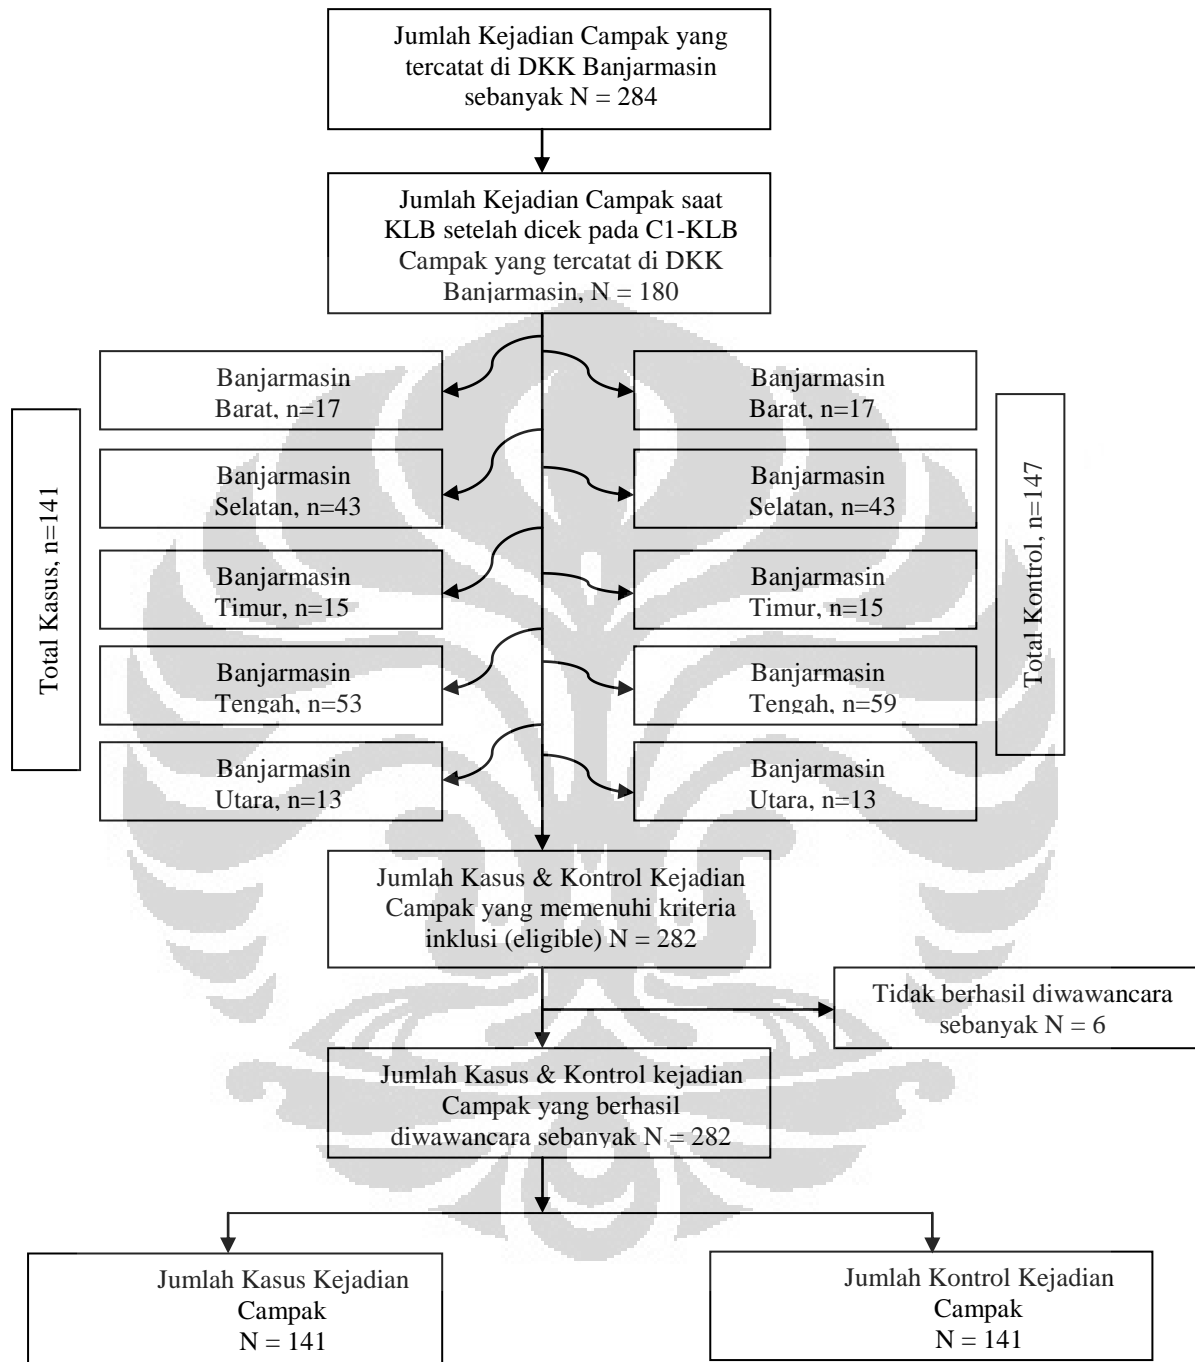 Jumlah Kejadian Campak yang
tercatat di DKK Banjarmasin
sebanyak N = 284
Jumlah Kejadian Campak saat
KLB setelah dicek pada C1-KLB
Campak yang tercatat di DKK
Banjarmasin, N = 180
Total Kasus, n=141
Banjarmasin
Barat, n=17
Banjarmasin
Barat, n=17
Banjarmasin
Selatan, n=43
Banjarmasin
Selatan, n=43
Banjarmasin
Timur, n=15
Banjarmasin
Timur, n=15
Banjarmasin
Tengah, n=53
Banjarmasin
Tengah, n=59
Banjarmasin
Utara, n=13
Banjarmasin
Utara, n=13
Total Kontrol, n=147
Jumlah Kasus & Kontrol Kejadian
Campak yang memenuhi kriteria
inklusi (eligible) N = 282
Tidak berhasil diwawancara
sebanyak N = 6
Jumlah Kasus & Kontrol kejadian
Campak yang berhasil
diwawancara sebanyak N = 282
Jumlah Kasus Kejadian
Campak
N = 141
Jumlah Kontrol Kejadian
Campak
N = 141